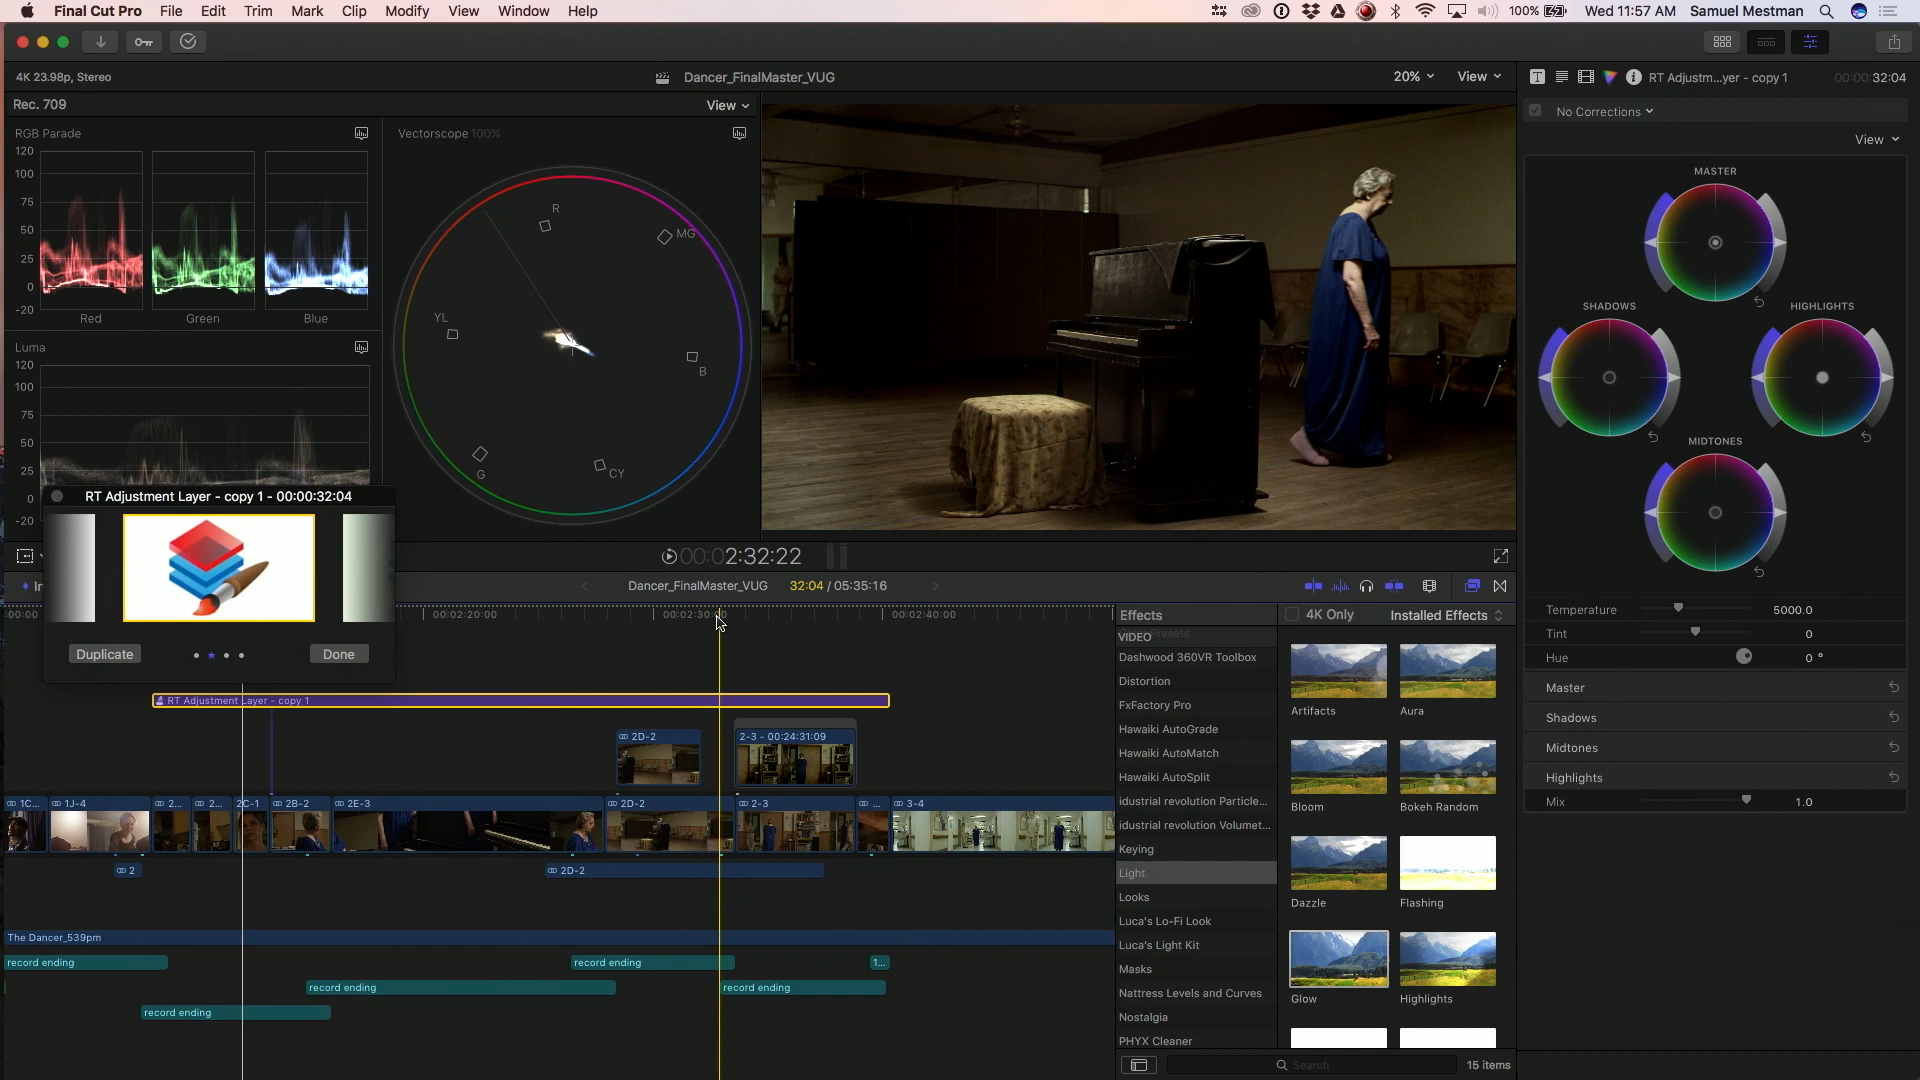 Final Cut Pro File Edit Trim Mark Clip Modify View Window Help 100% Wed 11:57 AM Samuel Mestman
4K 23.98p, Stereo Dancer_FinalMaster_VUG 20% View
RT Adjustm...yer - copy 1 00:00:32:04
Rec. 709 View
No Corrections
View
RGB Parade
120
100
75
50
25
0
-20
Red Green Blue
Vectorscope 100%
R
MG
YL
B
G
CY
Luma
120
100
75
50
25
0
-20
MASTER
SHADOWS
HIGHLIGHTS
MIDTONES
Temperature 5000.0
Tint 0
Hue 0 °
Master
Shadows
Midtones
Highlights
Mix 1.0
RT Adjustment Layer - copy 1 - 00:00:32:04
Duplicate Done
00:02:32:22
In
Dancer_FinalMaster_VUG 32:04 / 05:35:16
:00:00 00:02:20:00 00:02:30:00 00:02:40:00
RT Adjustment Layer - copy 1
2D-2
2-3 - 00:24:31:09
1C... 1J-4 2... 2... 2C-1 2B-2 2E-3 2D-2 2-3 ... 3-4
2 2D-2
The Dancer_539pm
record ending record ending 1...
record ending record ending
record ending
Effects 4K Only Installed Effects
VIDEO
Dashwood 360VR Toolbox
Distortion
FxFactory Pro
Hawaiki AutoGrade
Hawaiki AutoMatch
Hawaiki AutoSplit
idustrial revolution Particle...
idustrial revolution Volumet...
Keying
Light
Looks
Luca's Lo-Fi Look
Luca's Light Kit
Masks
Nattress Levels and Curves
Nostalgia
PHYX Cleaner
Artifacts Aura
Bloom Bokeh Random
Dazzle Flashing
Glow Highlights
Search 15 items